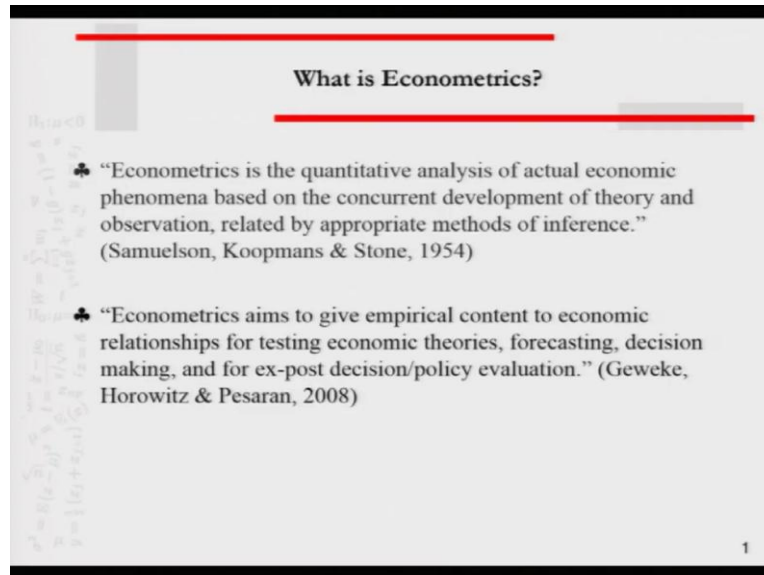 What is Econometrics?
♣ “Econometrics is the quantitative analysis of actual economic
phenomena based on the concurrent development of theory and
observation, related by appropriate methods of inference.”
(Samuelson, Koopmans & Stone, 1954)
♣ “Econometrics aims to give empirical content to economic
relationships for testing economic theories, forecasting, decision
making, and for ex-post decision/policy evaluation.” (Geweke,
Horowitz & Pesaran, 2008)
1